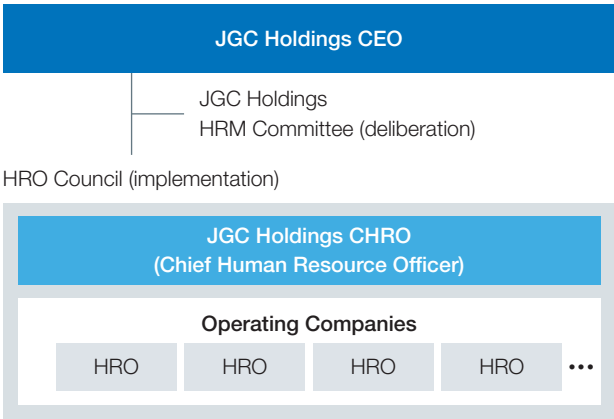 JGC Holdings CEO
JGC Holdings
HRM Committee (deliberation)
HRO Council (implementation)
JGC Holdings CHRO
(Chief Human Resource Officer)
Operating Companies
HRO HRO HRO HRO •••